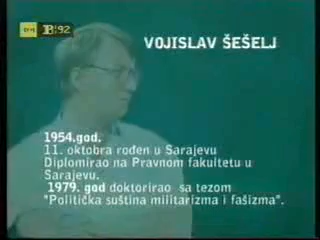 B92
VOJISLAV ŠEŠELJ
1954.god.
11. oktobra rođen u Sarajevu
Diplomirao na Pravnom fakultetu u
Sarajevu.
1979. god doktorirao sa tezom
"Politička suština militarizma i fašizma".